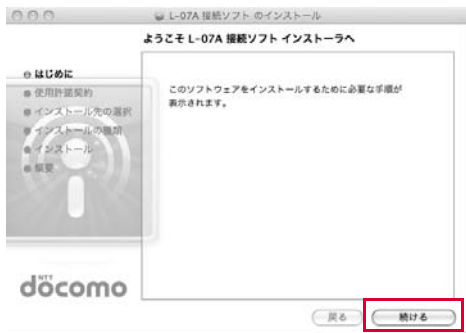 L-07A 接続ソフト のインストール
ようこそ L-07A 接続ソフト インストーラへ
はじめに
使用許諾契約
インストール先の選択
インストールの種類
インストール
概要
このソフトウェアをインストールするために必要な手順が
表示されます。
NTT
döcomo
戻る
続ける